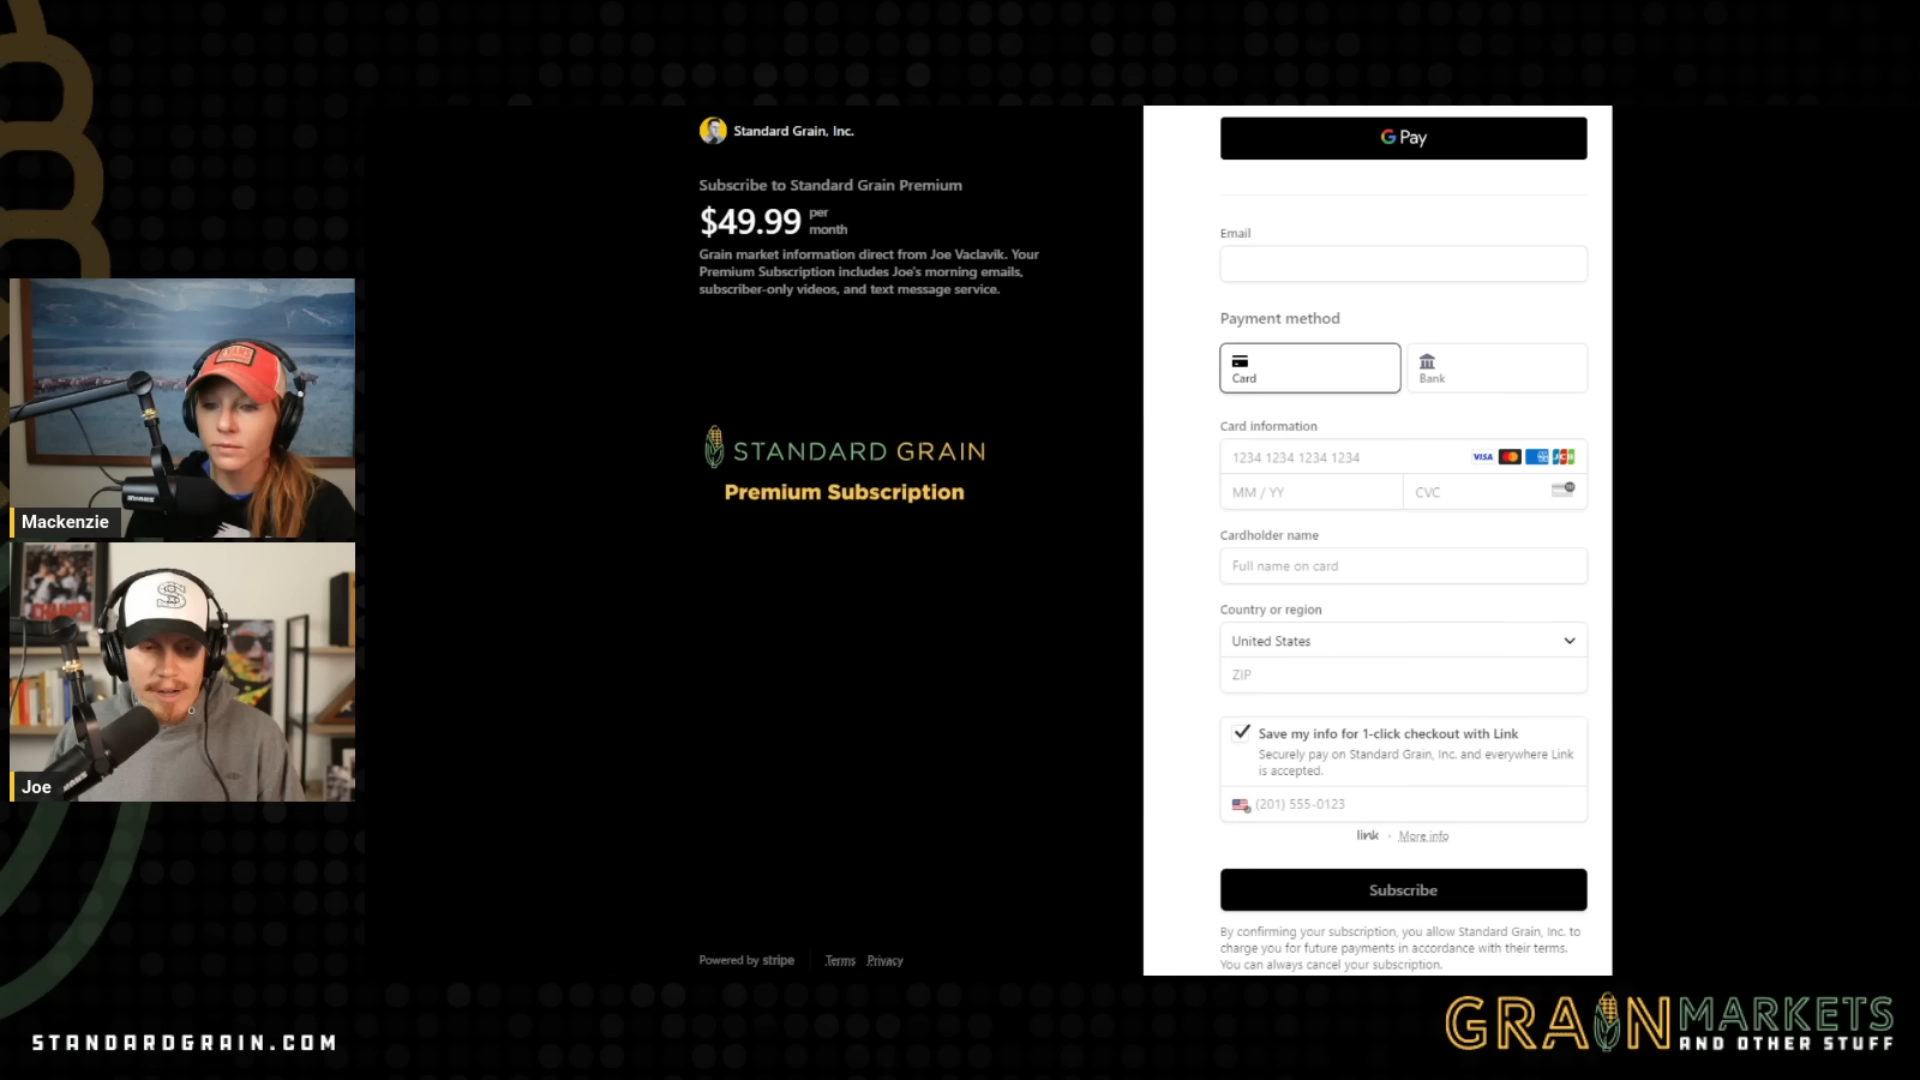 Standard Grain, Inc.
Subscribe to Standard Grain Premium
$49.99 per
month
Grain market information direct from Joe Vaclavik. Your
Premium Subscription includes Joe's morning emails,
subscriber-only videos, and text message service.
STANDARD GRAIN
Premium Subscription
Powered by stripe
Terms Privacy
G Pay
Email
Payment method
Card
Bank
Card information
1234 1234 1234 1234
VISA
MM / YY
CVC
Cardholder name
Full name on card
Country or region
United States
ZIP
Save my info for 1-click checkout with Link
Securely pay on Standard Grain, Inc. and everywhere Link
is accepted.
(201) 555-0123
link · More info
Subscribe
By confirming your subscription, you allow Standard Grain, Inc. to
charge you for future payments in accordance with their terms.
You can always cancel your subscription.
Mackenzie
Joe
STANDARDGRAIN.COM
GRAIN MARKETS
AND OTHER STUFF